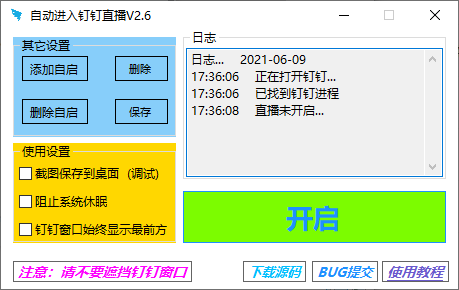 自动进入钉钉直播V2.6
其它设置
添加自启 删除
删除自启 保存
使用设置
截图保存到桌面（调试）
阻止系统休眠
钉钉窗口始终显示最前方
日志
日志... 2021-06-09
17:36:06 正在打开钉钉...
17:36:06 已找到钉钉进程
17:36:08 直播未开启...
开启
注意：请不要遮挡钉钉窗口 下载源码 BUG提交 使用教程